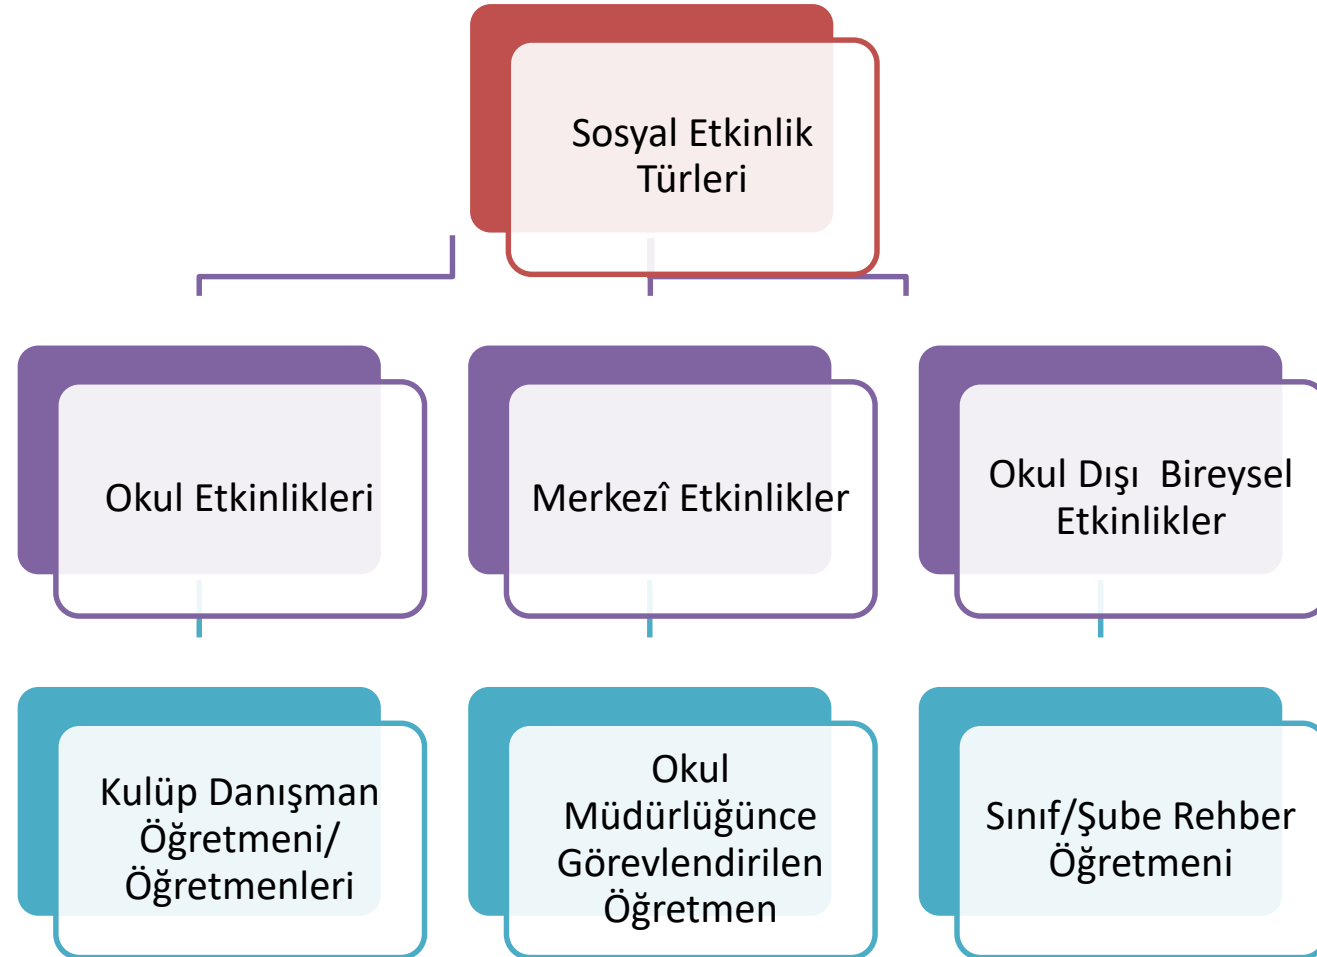 Sosyal Etkinlik
Türleri
Okul Etkinlikleri
Merkezî Etkinlikler
Okul Dışı  Bireysel
Etkinlikler
Kulüp Danışman
Öğretmeni/
Öğretmenleri
Okul
Müdürlüğünce
Görevlendirilen
Öğretmen
Sınıf/Şube Rehber
Öğretmeni